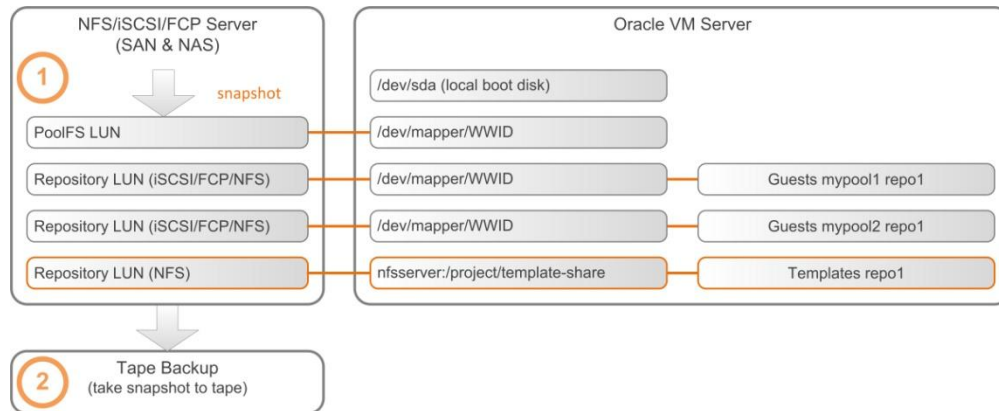 NFS/iSCSI/FCP Server
(SAN & NAS)
1
snapshot
PoolFS LUN
Repository LUN (iSCSI/FCP/NFS)
Repository LUN (iSCSI/FCP/NFS)
Repository LUN (NFS)
Oracle VM Server
/dev/sda (local boot disk)
/dev/mapper/WWID
/dev/mapper/WWID
Guests mypool1 repo1
/dev/mapper/WWID
Guests mypool2 repo1
nfsserver:/project/template-share
Templates repo1
2
Tape Backup
(take snapshot to tape)